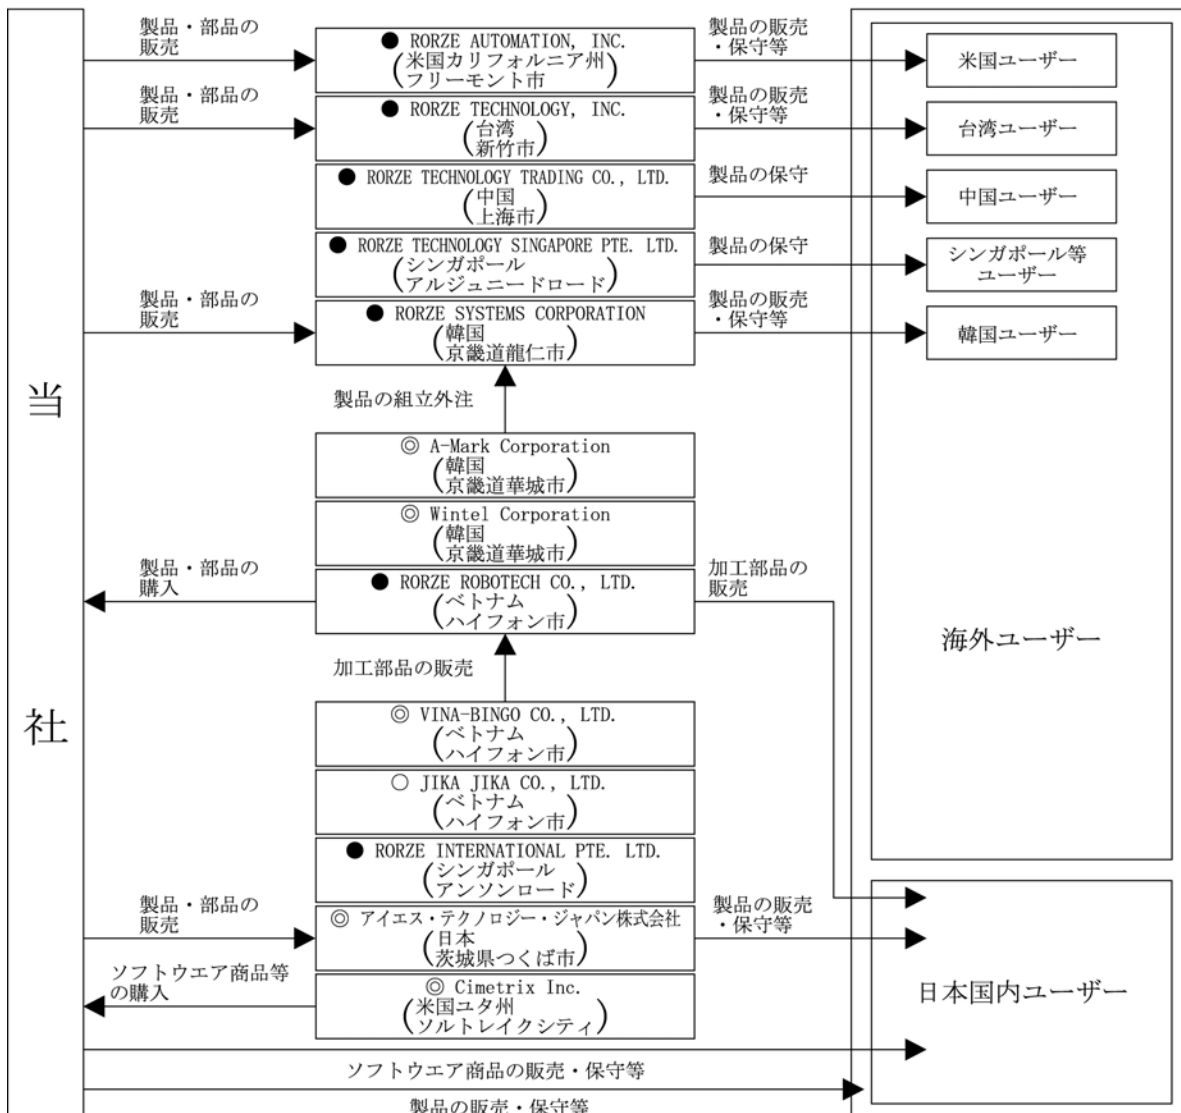 当
社
製品・部品の
販売
● RORZE AUTOMATION, INC.
(米国カリフォルニア州
フリーモント市)
製品の販売
・保守等
米国ユーザー
製品・部品の
販売
● RORZE TECHNOLOGY, INC.
(台湾
新竹市)
製品の販売
・保守等
台湾ユーザー
● RORZE TECHNOLOGY TRADING CO., LTD.
(中国
上海市)
製品の保守
中国ユーザー
● RORZE TECHNOLOGY SINGAPORE PTE. LTD.
(シンガポール
アルジュニードロード)
製品の保守
シンガポール等
ユーザー
製品・部品の
販売
● RORZE SYSTEMS CORPORATION
(韓国
京畿道龍仁市)
製品の販売
・保守等
韓国ユーザー
製品の組立外注
◎ A-Mark Corporation
(韓国
京畿道華城市)
◎ Wintel Corporation
(韓国
京畿道華城市)
製品・部品の
購入
● RORZE ROBOTECH CO., LTD.
(ベトナム
ハイフォン市)
加工部品の
販売
海外ユーザー
加工部品の販売
◎ VINA-BINGO CO., LTD.
(ベトナム
ハイフォン市)
○ JIKA JIKA CO., LTD.
(ベトナム
ハイフォン市)
● RORZE INTERNATIONAL PTE. LTD.
(シンガポール
アンソンロード)
製品・部品の
販売
◎ アイエス・テクノロジー・ジャパン株式会社
(日本
茨城県つくば市)
製品の販売
・保守等
ソフトウエア商品等
の購入
◎ Cimetrix Inc.
(米国ユタ州
ソルトレイクシティ)
日本国内ユーザー
ソフトウエア商品の販売・保守等
製品の販売・保守等